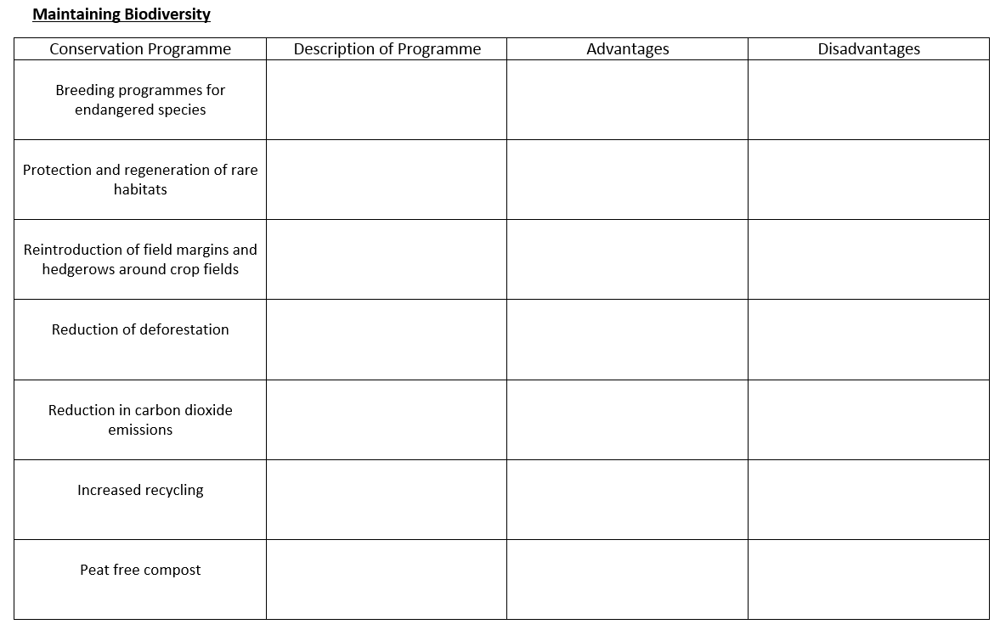 Maintaining Biodiversity
Conservation Programme
Description of Programme
Advantages
Disadvantages
Breeding programmes for
endangered species
Protection and regeneration of rare
habitats
Reintroduction of field margins and
hedgerows around crop fields
Reduction of deforestation
Reduction in carbon dioxide
emissions
Increased recycling
Peat free compost